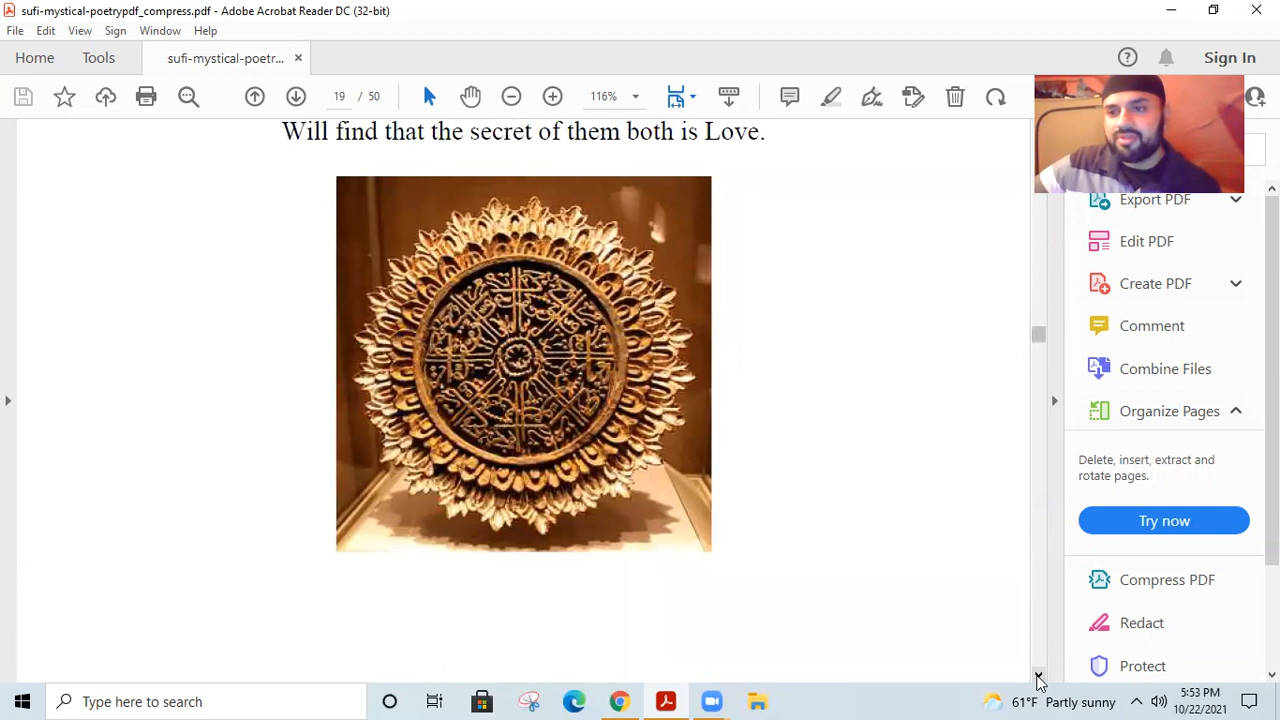 sufi-mystical-poetrypdf_compress.pdf - Adobe Acrobat Reader DC (32-bit)
File Edit View Sign Window Help
Home Tools sufi-mystical-poetr... Sign In
19 / 50 116%
Will find that the secret of them both is Love.
Export PDF
Edit PDF
Create PDF
Comment
Combine Files
Organize Pages
Delete, insert, extract and
rotate pages.
Try now
Compress PDF
Redact
Protect
Type here to search
61°F Partly sunny
5:53 PM
10/22/2021